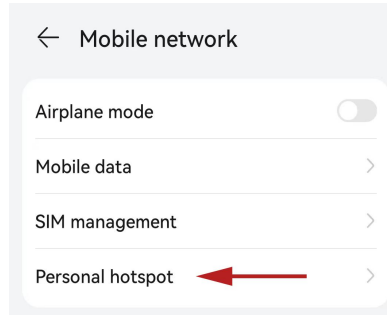 Mobile network
Airplane mode
Mobile data
SIM management
Personal hotspot